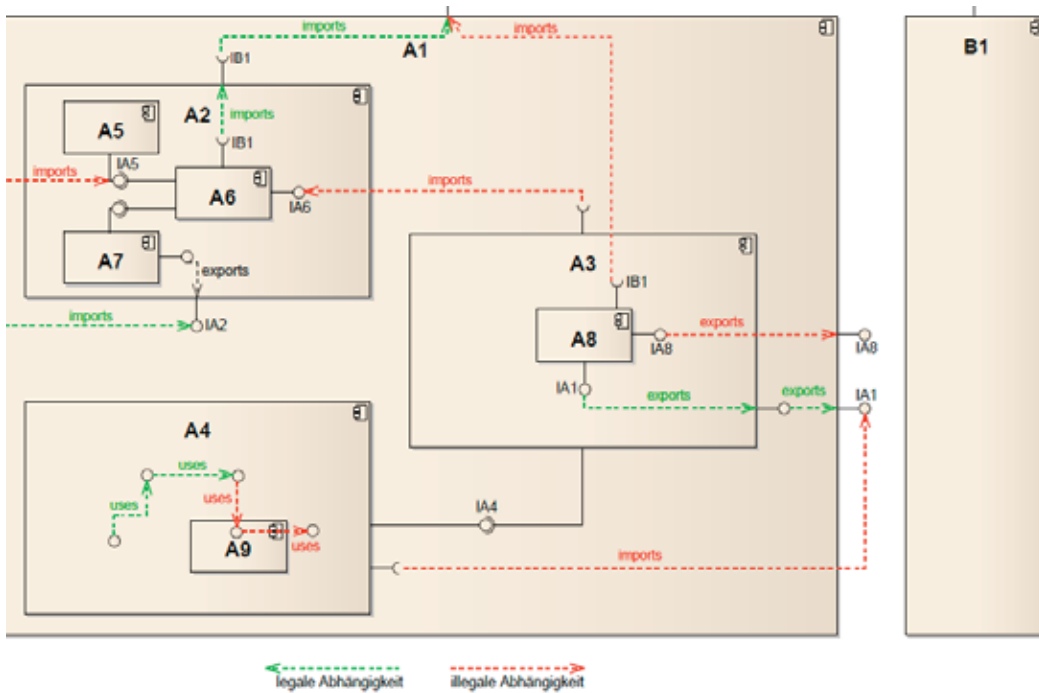 imports
imports
A1
B1
IB1
A2
imports
A5
IB1
IA5
imports
imports
A6
IA6
A7
exports
A3
imports
IA2
IB1
A8
exports
IA8
IA8
IA1
exports
exports
IA1
A4
uses
uses
uses
IA4
A9
uses
imports
legale Abhängigkeit
illegale Abhängigkeit